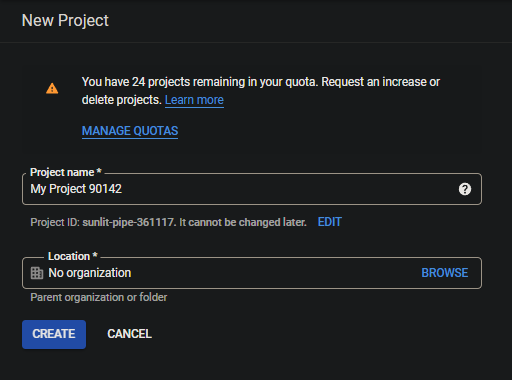 New Project
You have 24 projects remaining in your quota. Request an increase or
delete projects. Learn more
MANAGE QUOTAS
Project name *
My Project 90142
Project ID: sunlit-pipe-361117. It cannot be changed later. EDIT
Location *
No organization BROWSE
Parent organization or folder
CREATE CANCEL